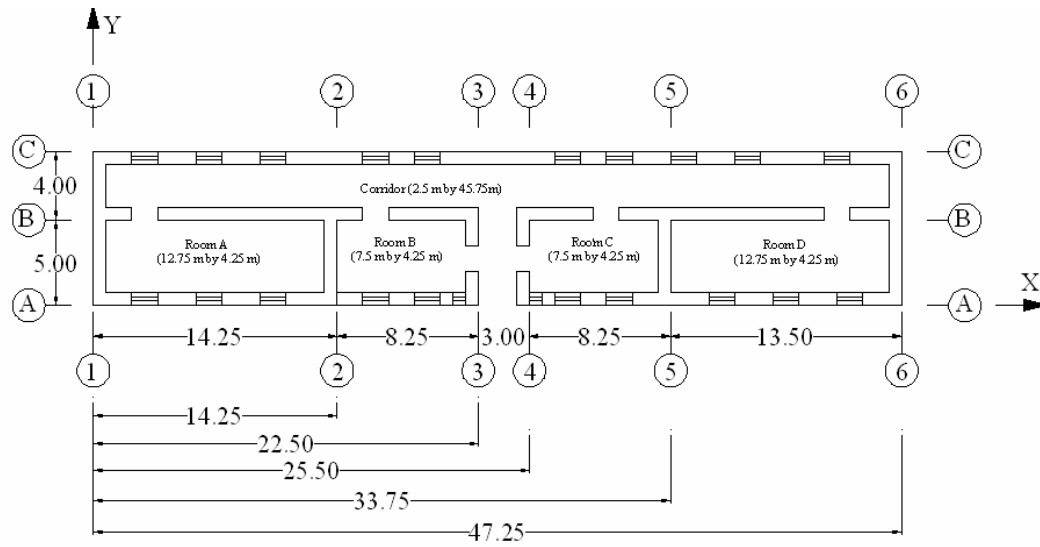 Y
1
2
3
4
5
6
C
C
4.00
Corridor (2.5 m by 45.75m)
B
B
Room A
(12.75 m by 4.25 m)
Room B
(7.5 m by 4.25 m)
Room C
(7.5 m by 4.25 m)
Room D
(12.75 m by 4.25 m)
5.00
X
A
A
14.25
8.25
3.00
8.25
13.50
1
2
3
4
5
6
14.25
22.50
25.50
33.75
47.25